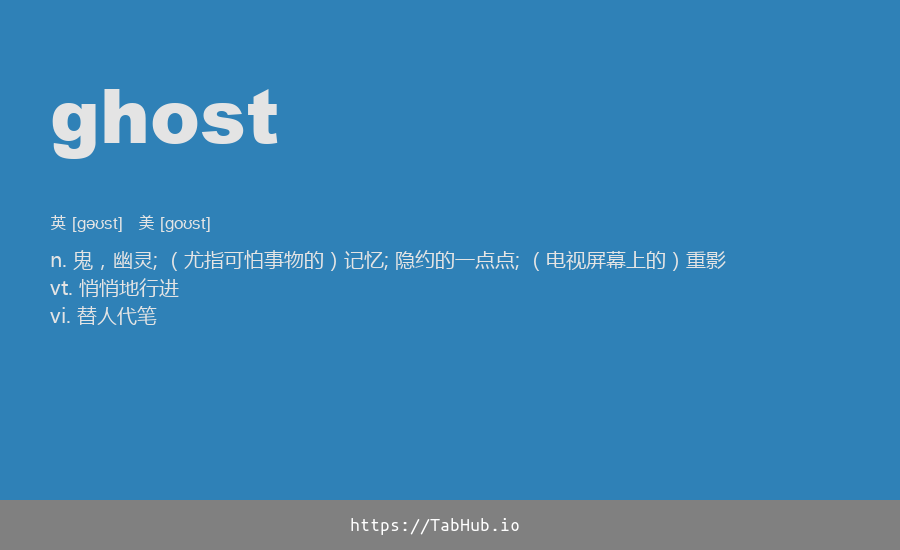 ghost
英 [gəʊst] 美 [goʊst]
n. 鬼，幽灵; （尤指可怕事物的）记忆; 隐约的一点点; （电视屏幕上的）重影
vt. 悄悄地行进
vi. 替人代笔
https://TabHub.io